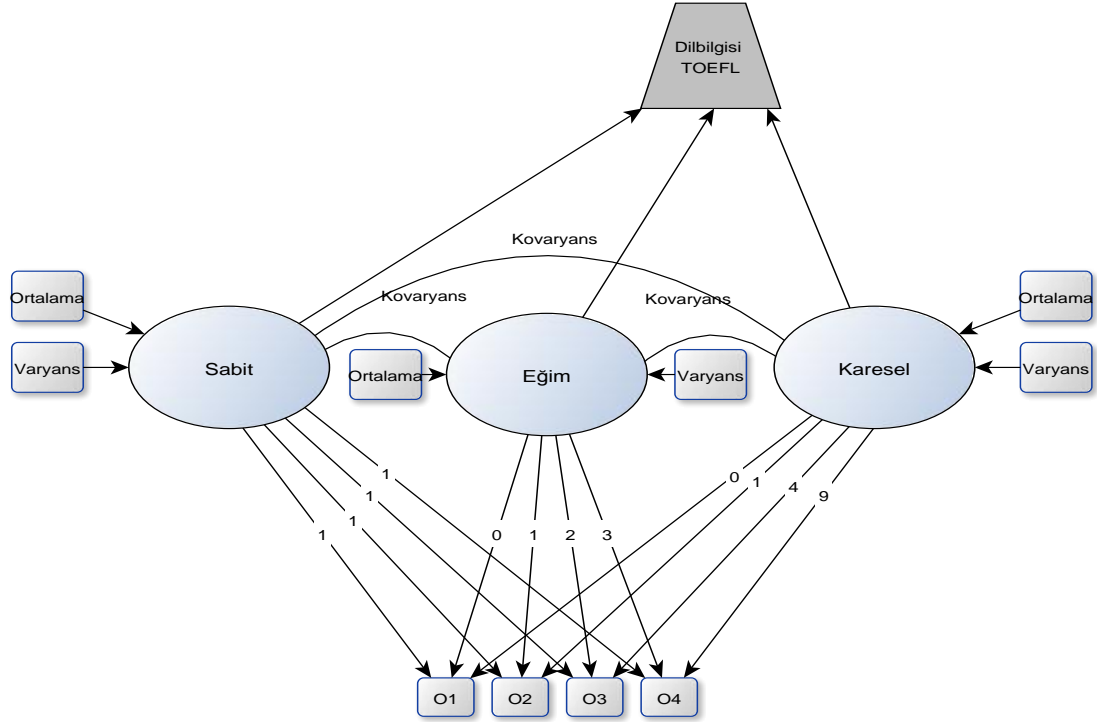 Dilbilgisi
TOEFL
Kovaryans
Kovaryans
Kovaryans
Ortalama
Ortalama
Varyans
Sabit
Ortalama
Eğim
Varyans
Karesel
Varyans
1
1
1
1
0
1
2
3
0
1
4
9
O1
O2
O3
O4